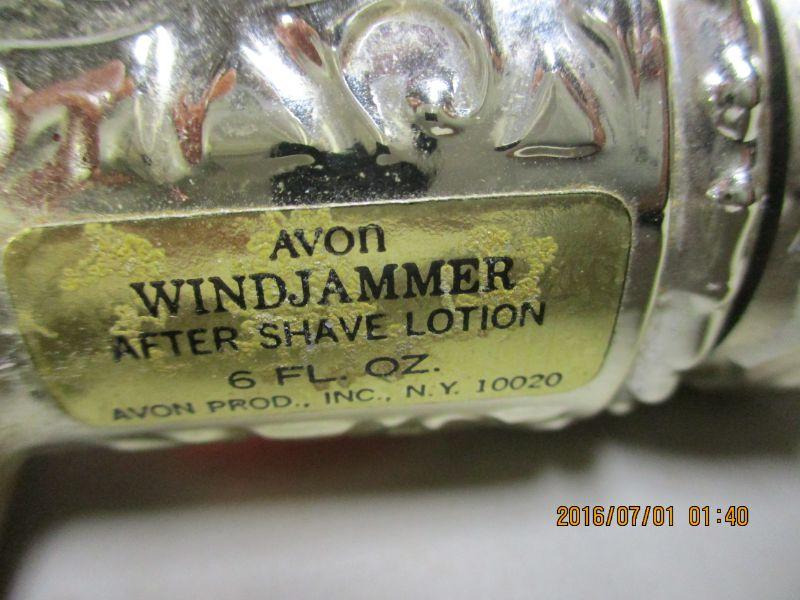 AVON
WINDJAMMER
AFTER SHAVE LOTION
6 FL. OZ.
AVON PROD., INC., N.Y. 10020
2016/07/01 01:40